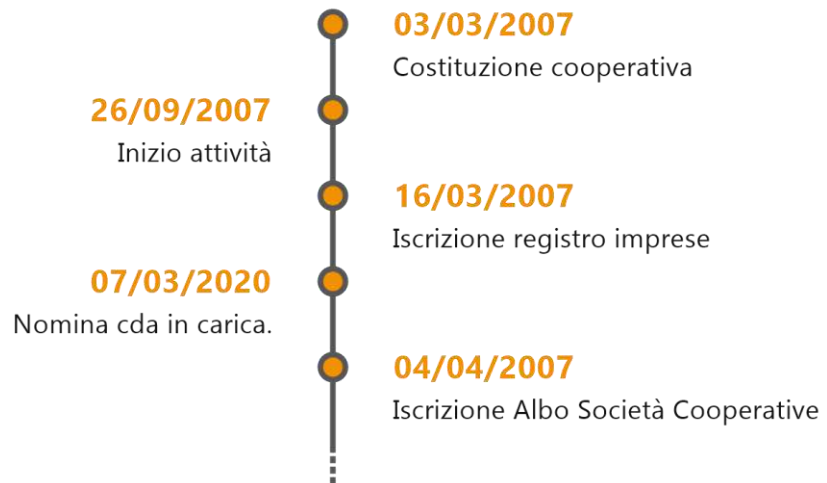 03/03/2007
Costituzione cooperativa
26/09/2007
Inizio attività
16/03/2007
Iscrizione registro imprese
07/03/2020
Nomina cda in carica.
04/04/2007
Iscrizione Albo Società Cooperative